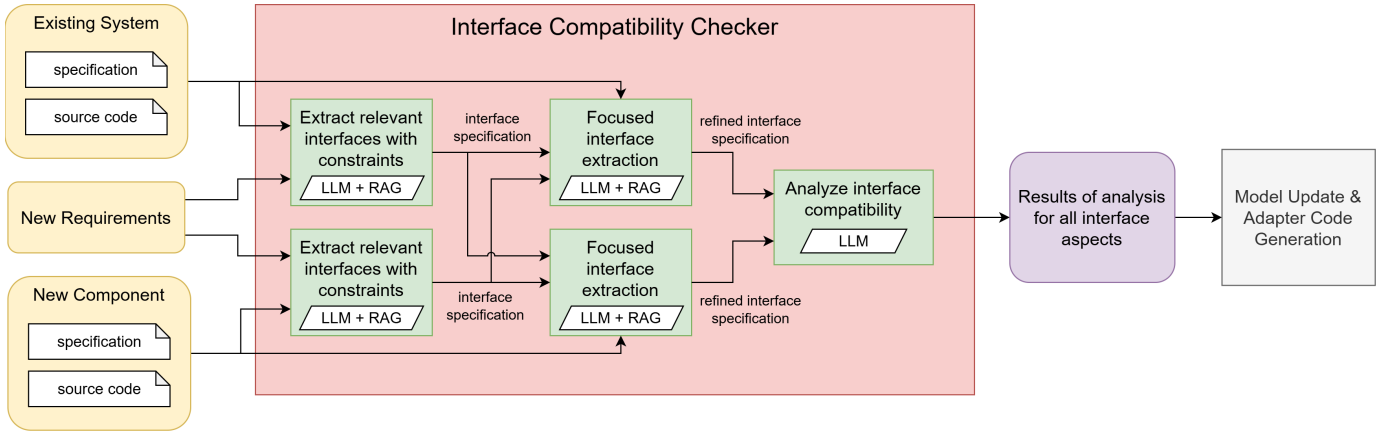 Existing System
specification
source code
New Requirements
New Component
specification
source code
Interface Compatibility Checker
Extract relevant
interfaces with
constraints
LLM + RAG
interface
specification
Focused
interface
extraction
LLM + RAG
refined interface
specification
Extract relevant
interfaces with
constraints
LLM + RAG
interface
specification
Focused
interface
extraction
LLM + RAG
refined interface
specification
Analyze interface
compatibility
LLM
Results of analysis
for all interface
aspects
Model Update &
Adapter Code
Generation